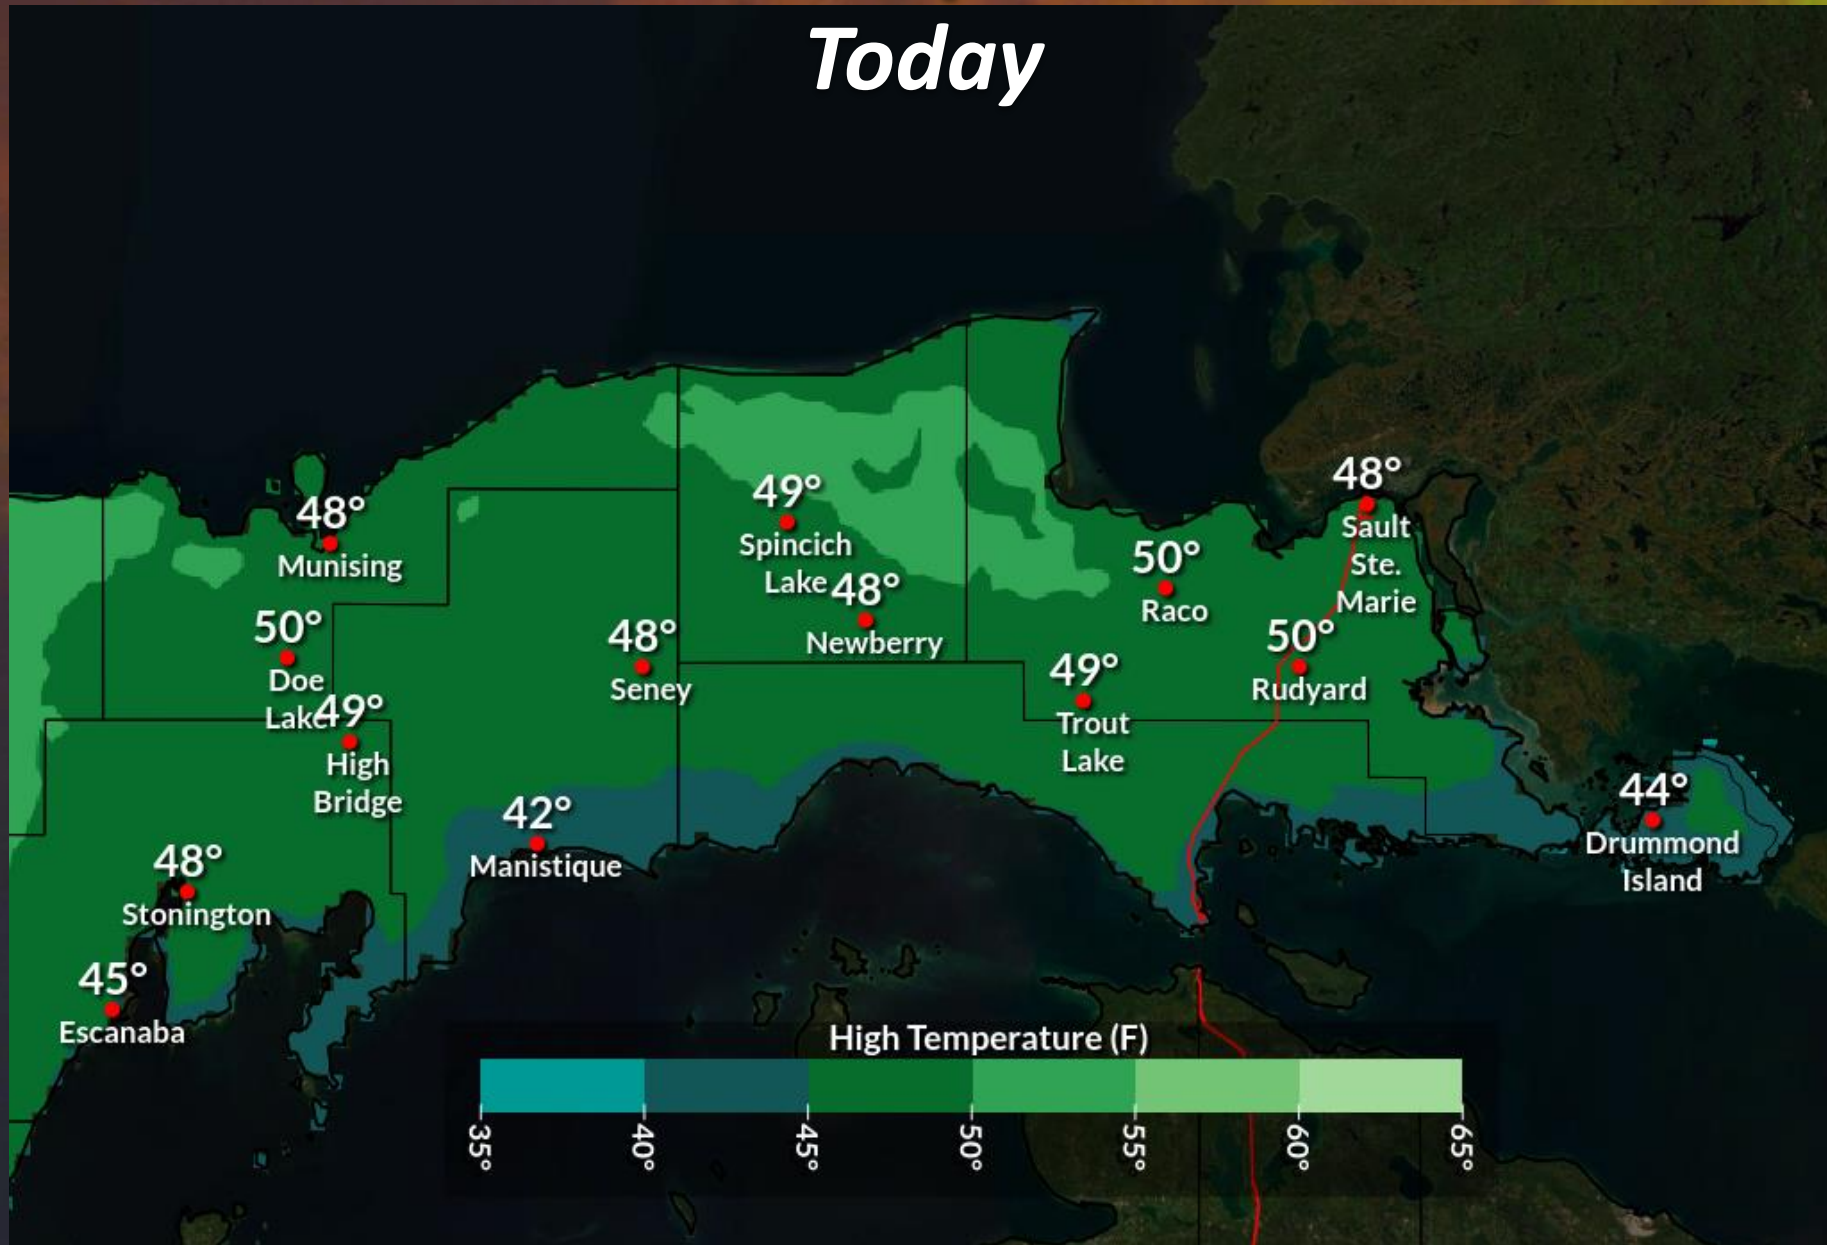 Today
48°
Sault
Ste.
Marie
49°
Spincich
Lake
48°
Munising
50°
Raco
48°
Newberry
50°
Doe
Lake
48°
Seney
50°
Rudyard
49°
Trout
Lake
49°
High
Bridge
44°
Drummond
Island
42°
Manistique
48°
Stonington
45°
Escanaba
High Temperature (F)
35°
40°
45°
50°
55°
60°
65°